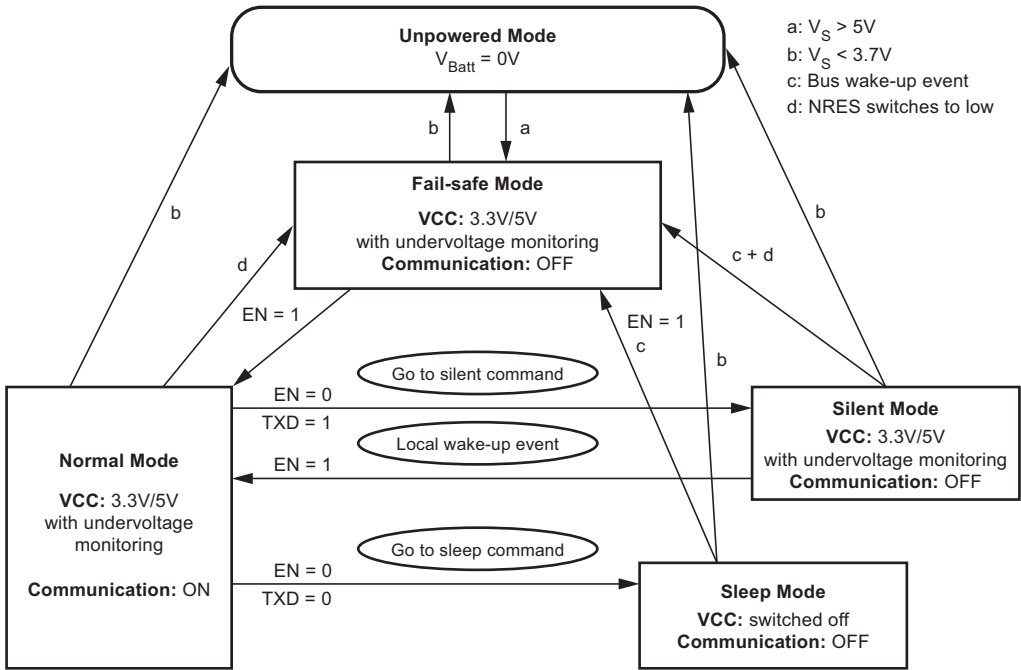 Unpowered Mode
V_Batt = 0V
a: V_S > 5V
b: V_S < 3.7V
c: Bus wake-up event
d: NRES switches to low
b
a
Fail-safe Mode
VCC: 3.3V/5V
with undervoltage monitoring
Communication: OFF
b
d
EN = 1
c + d
b
EN = 1
c
b
Go to silent command
EN = 0
TXD = 1
Local wake-up event
EN = 1
Go to sleep command
EN = 0
TXD = 0
Normal Mode
VCC: 3.3V/5V
with undervoltage
monitoring
Communication: ON
Silent Mode
VCC: 3.3V/5V
with undervoltage monitoring
Communication: OFF
Sleep Mode
VCC: switched off
Communication: OFF